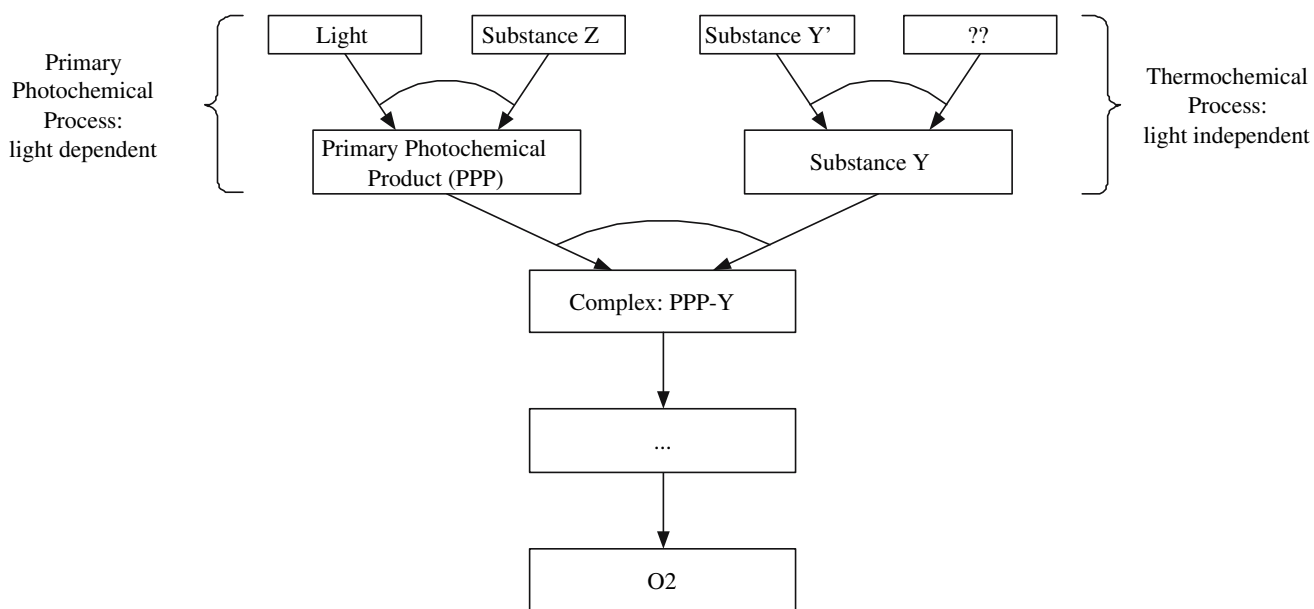 Primary
Photochemical
Process:
light dependent
Light
Substance Z
Substance Y’
??
Thermochemical
Process:
light independent
Primary Photochemical
Product (PPP)
Substance Y
Complex: PPP-Y
...
O2